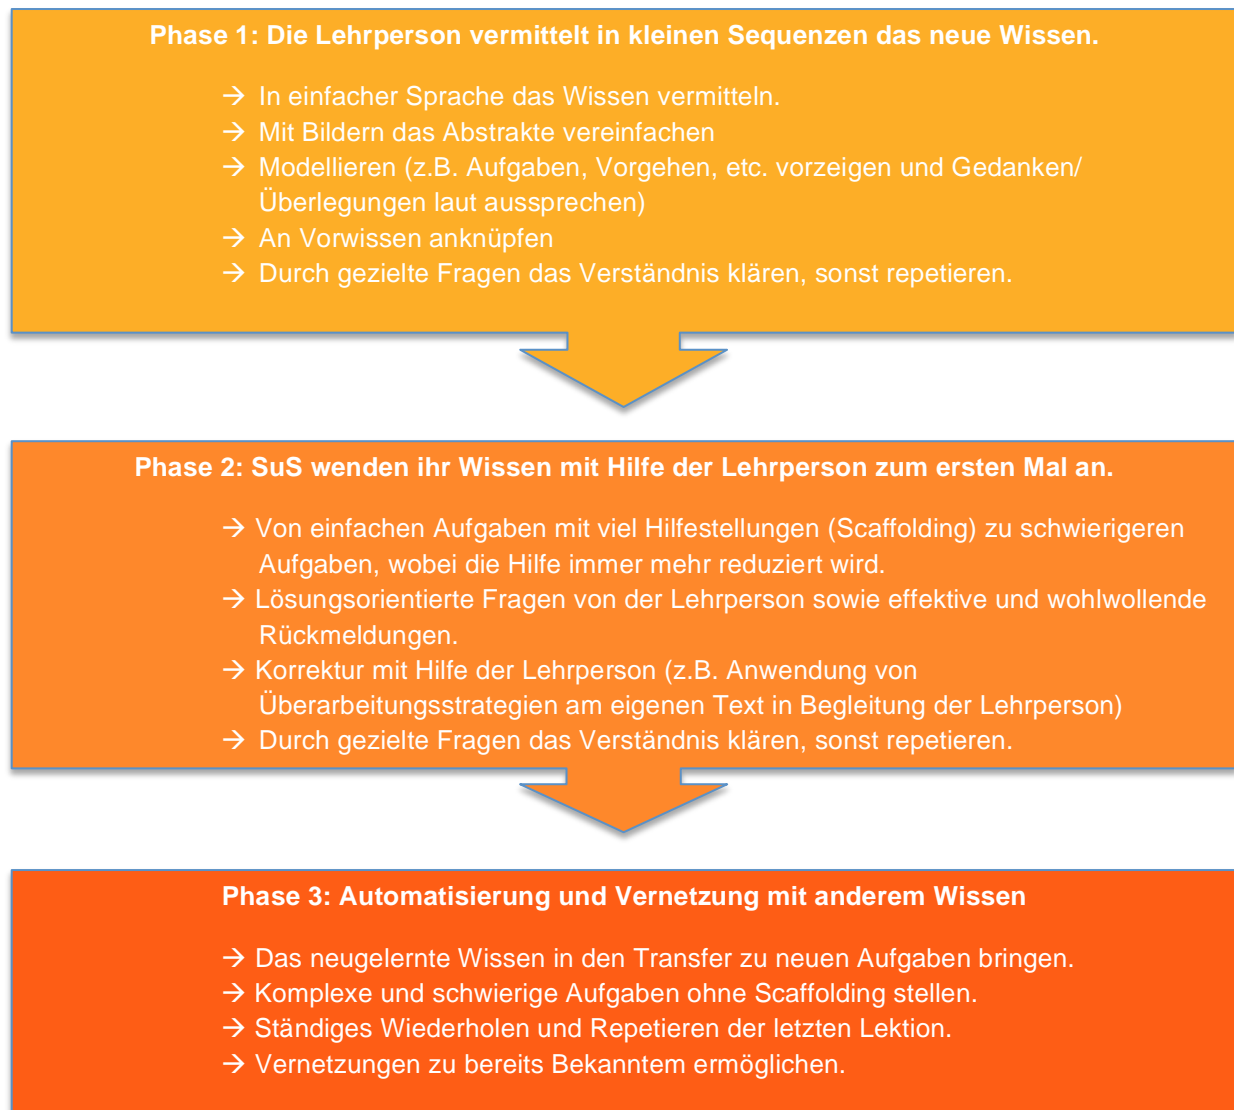 Phase 1: Die Lehrperson vermittelt in kleinen Sequenzen das neue Wissen.
→ In einfacher Sprache das Wissen vermitteln.
→ Mit Bildern das Abstrakte vereinfachen
→ Modellieren (z.B. Aufgaben, Vorgehen, etc. vorzeigen und Gedanken/
Überlegungen laut aussprechen)
→ An Vorwissen anknüpfen
→ Durch gezielte Fragen das Verständnis klären, sonst repetieren.
Phase 2: SuS wenden ihr Wissen mit Hilfe der Lehrperson zum ersten Mal an.
→ Von einfachen Aufgaben mit viel Hilfestellungen (Scaffolding) zu schwierigeren
Aufgaben, wobei die Hilfe immer mehr reduziert wird.
→ Lösungsorientierte Fragen von der Lehrperson sowie effektive und wohlwollende
Rückmeldungen.
→ Korrektur mit Hilfe der Lehrperson (z.B. Anwendung von
Überarbeitungsstrategien am eigenen Text in Begleitung der Lehrperson)
→ Durch gezielte Fragen das Verständnis klären, sonst repetieren.
Phase 3: Automatisierung und Vernetzung mit anderem Wissen
→ Das neugelernte Wissen in den Transfer zu neuen Aufgaben bringen.
→ Komplexe und schwierige Aufgaben ohne Scaffolding stellen.
→ Ständiges Wiederholen und Repetieren der letzten Lektion.
→ Vernetzungen zu bereits Bekanntem ermöglichen.